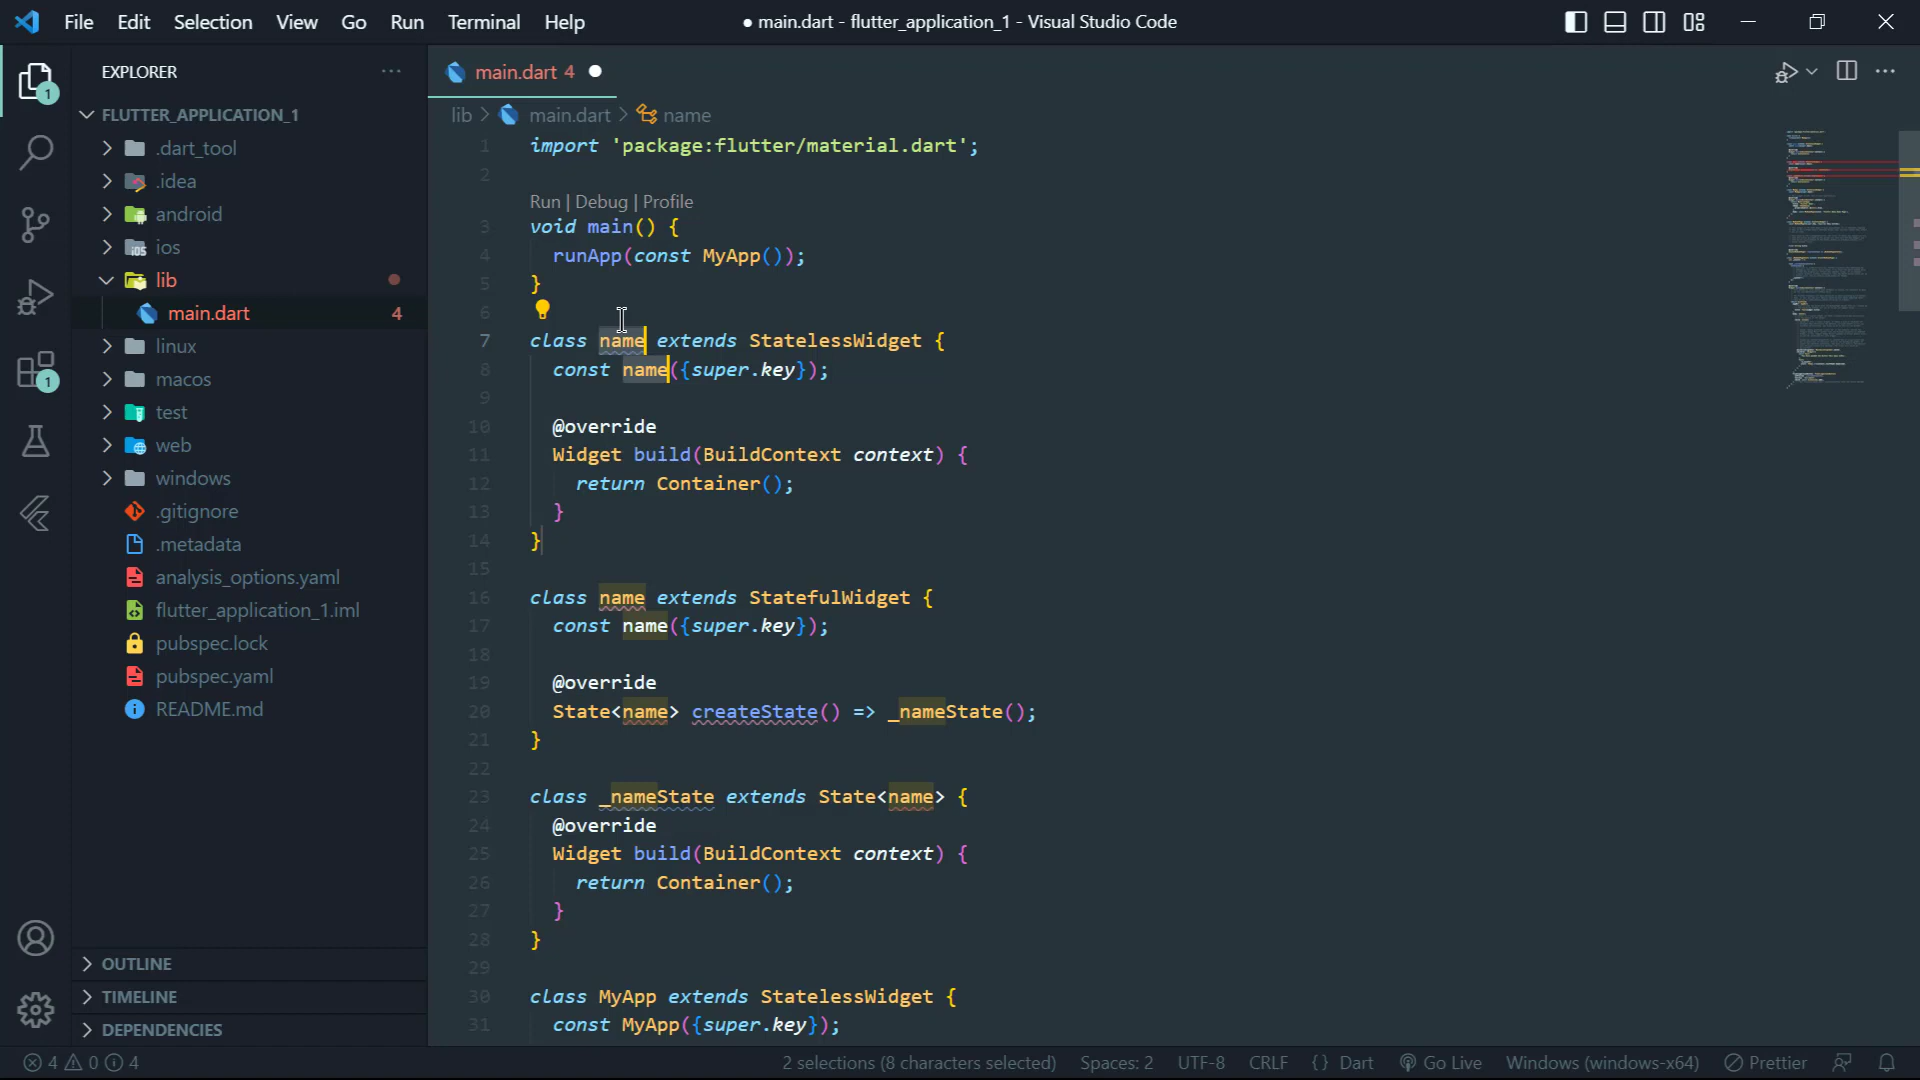 File Edit Selection View Go Run Terminal Help
● main.dart - flutter_application_1 - Visual Studio Code
EXPLORER
FLUTTER_APPLICATION_1
.dart_tool
.idea
android
ios
lib
main.dart 4
linux
macos
test
web
windows
.gitignore
.metadata
analysis_options.yaml
flutter_application_1.iml
pubspec.lock
pubspec.yaml
README.md
OUTLINE
TIMELINE
DEPENDENCIES
1
1
main.dart 4
lib > main.dart > name
1 import 'package:flutter/material.dart';
2
Run | Debug | Profile
3 void main() {
4 runApp(const MyApp());
5 }
6
7 class name extends StatelessWidget {
8 const name({super.key});
9
10 @override
11 Widget build(BuildContext context) {
12 return Container();
13 }
14 }
15
16 class name extends StatefulWidget {
17 const name({super.key});
18
19 @override
20 State<name> createState() => _nameState();
21 }
22
23 class _nameState extends State<name> {
24 @override
25 Widget build(BuildContext context) {
26 return Container();
27 }
28 }
29
30 class MyApp extends StatelessWidget {
31 const MyApp({super.key});
4 0 4
2 selections (8 characters selected) Spaces: 2 UTF-8 CRLF {} Dart Go Live Windows (windows-x64) Prettier